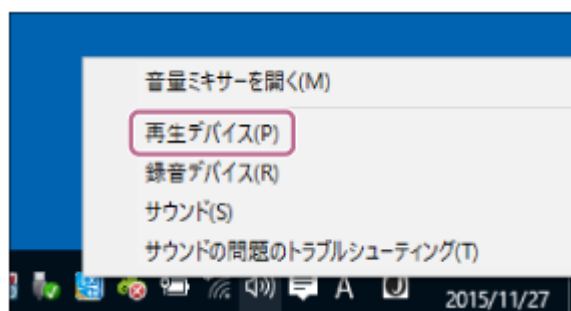 音量ミキサーを開く(M)
再生デバイス(P)
録音デバイス(R)
サウンド(S)
サウンドの問題のトラブルシューティング(T)
A
J
2015/11/27